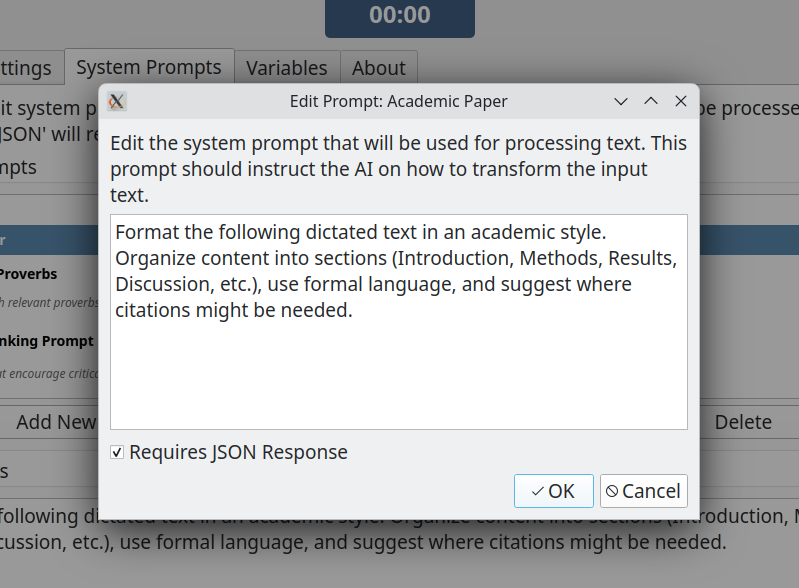 00:00
ttings
System Prompts
Variables
About
it system p
be processe
JSON' will re
mpts
Edit Prompt: Academic Paper
Edit the system prompt that will be used for processing text. This
prompt should instruct the AI on how to transform the input
text.
Format the following dictated text in an academic style.
Organize content into sections (Introduction, Methods, Results,
Discussion, etc.), use formal language, and suggest where
citations might be needed.
r
Proverbs
h relevant proverbs
nking Prompt
at encourage critica
Add New
Delete
Requires JSON Response
s
OK
Cancel
following dictated text in an academic style. Organize content into sections (Introduction, M
cussion, etc.), use formal language, and suggest where citations might be needed.